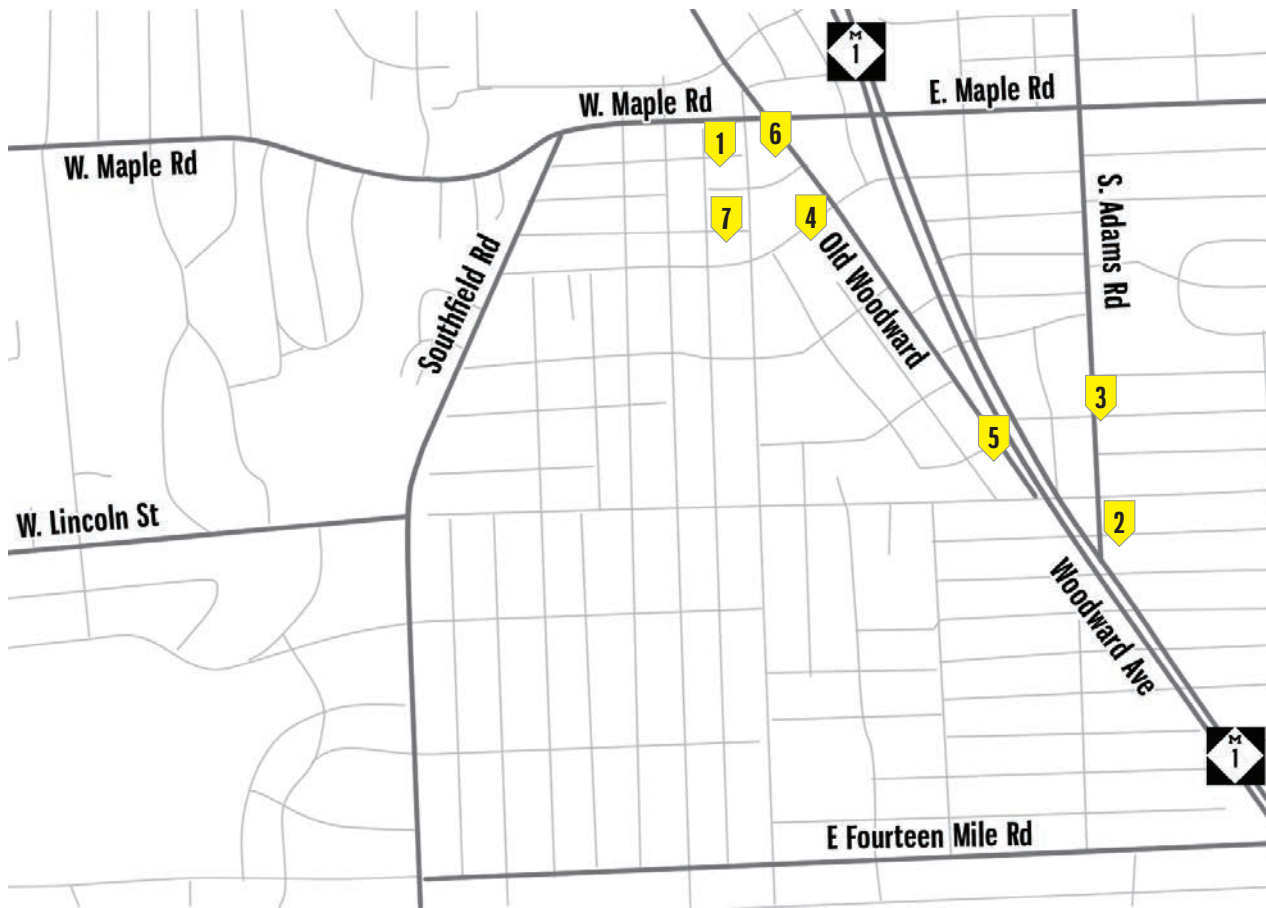 M
1
W. Maple Rd
E. Maple Rd
1
6
W. Maple Rd
S. Adams Rd
7
4
Old Woodward
Southfield Rd
3
5
W. Lincoln St
2
Woodward Ave
M
1
E Fourteen Mile Rd